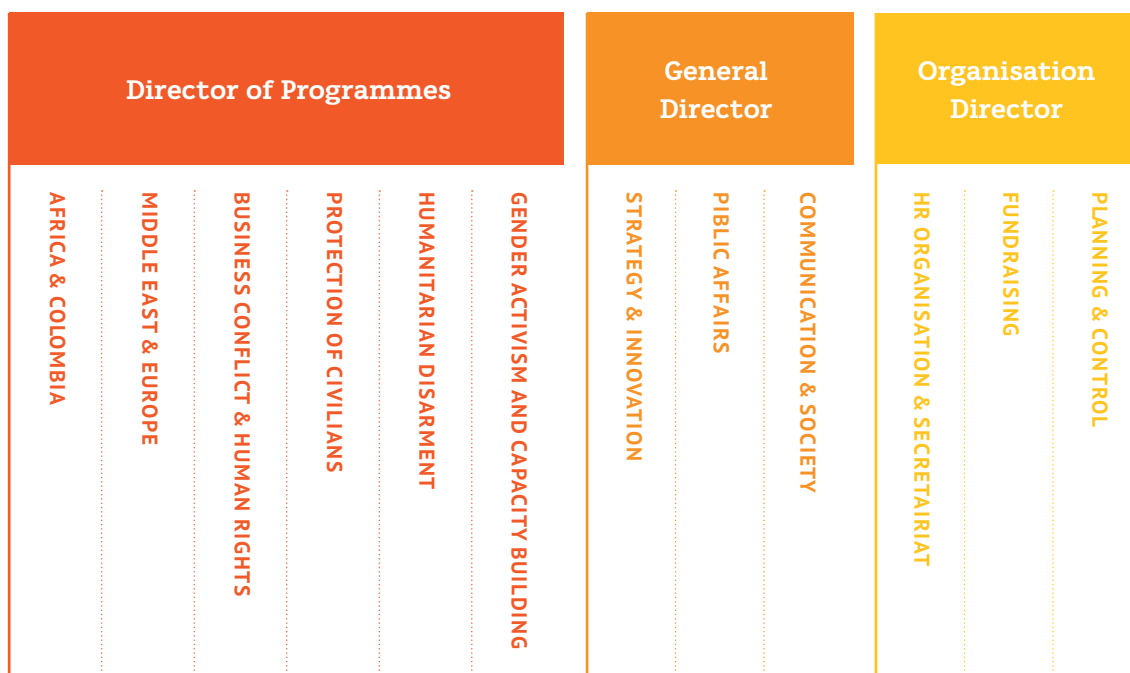 Director of Programmes
AFRICA & COLOMBIA
MIDDLE EAST & EUROPE
BUSINESS CONFLICT & HUMAN RIGHTS
PROTECTION OF CIVILIANS
HUMANITARIAN DISARMENT
GENDER ACTIVISM AND CAPACITY BUILDING
General
Director
STRATEGY & INNOVATION
PIBLIC AFFAIRS
COMMUNICATION & SOCIETY
Organisation
Director
HR ORGANISATION & SECRETAIRIAT
FUNDRAISING
PLANNING & CONTROL